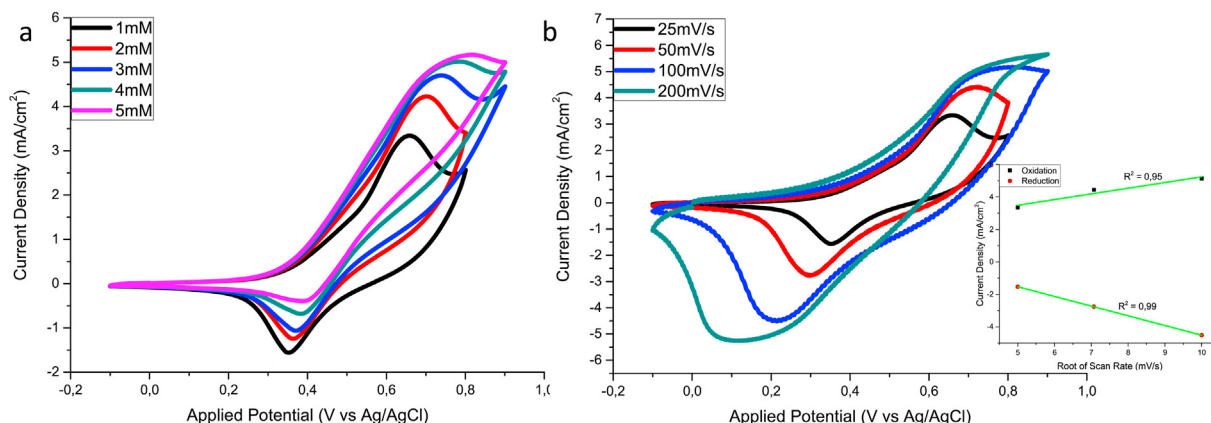 a
6
5
4
3
2
1
0
-1
-2
Current Density (mA/cm²)
1mM
2mM
3mM
4mM
5mM
-0,2
0,0
0,2
0,4
0,6
0,8
1,0
Applied Potential (V vs Ag/AgCl)
b
7
6
5
4
3
2
1
0
-1
-2
-3
-4
-5
-6
Current Density (mA/cm²)
25mV/s
50mV/s
100mV/s
200mV/s
-0,2
0,0
0,2
0,4
0,6
0,8
1,0
Applied Potential (V vs Ag/AgCl)
Oxidation
Reduction
R² = 0,95
R² = 0,99
4
2
0
-2
-4
Current Density (mA/cm²)
5
6
7
8
9
10
Root of Scan Rate (mV/s)